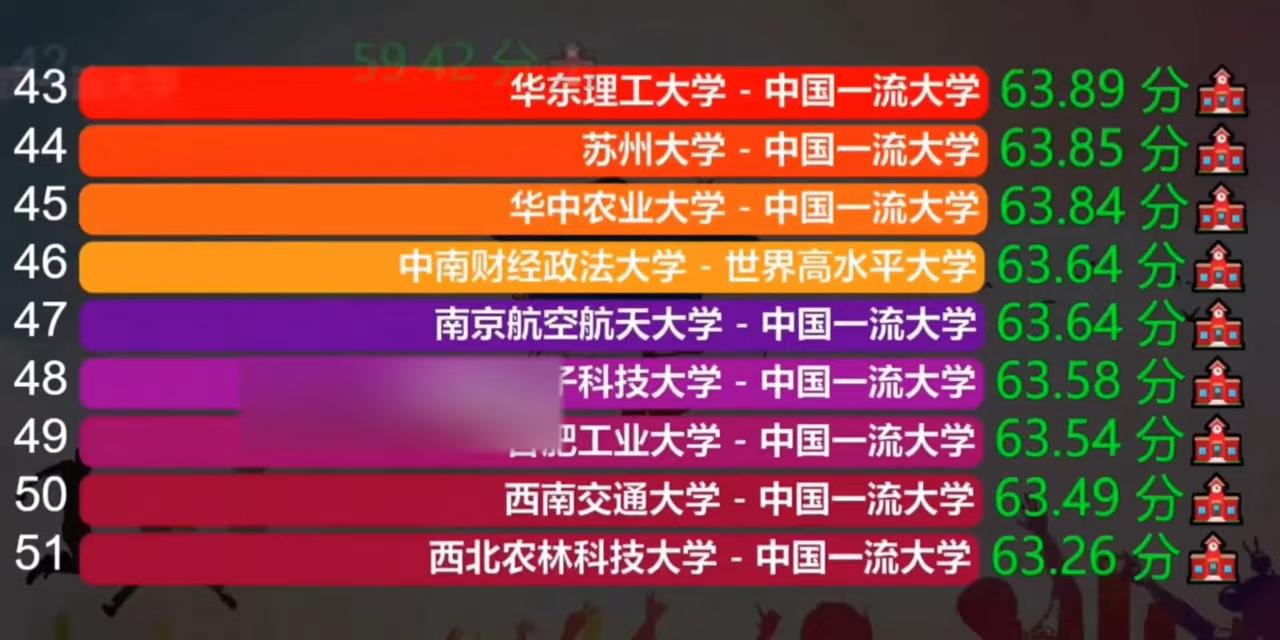 59.42 分
43 华东理工大学 - 中国一流大学 63.89 分
44 苏州大学 - 中国一流大学 63.85 分
45 华中农业大学 - 中国一流大学 63.84 分
46 中南财经政法大学 - 世界高水平大学 63.64 分
47 南京航空航天大学 - 中国一流大学 63.64 分
48 科技大学 - 中国一流大学 63.58 分
49 肥工业大学 - 中国一流大学 63.54 分
50 西南交通大学 - 中国一流大学 63.49 分
51 西北农林科技大学 - 中国一流大学 63.26 分